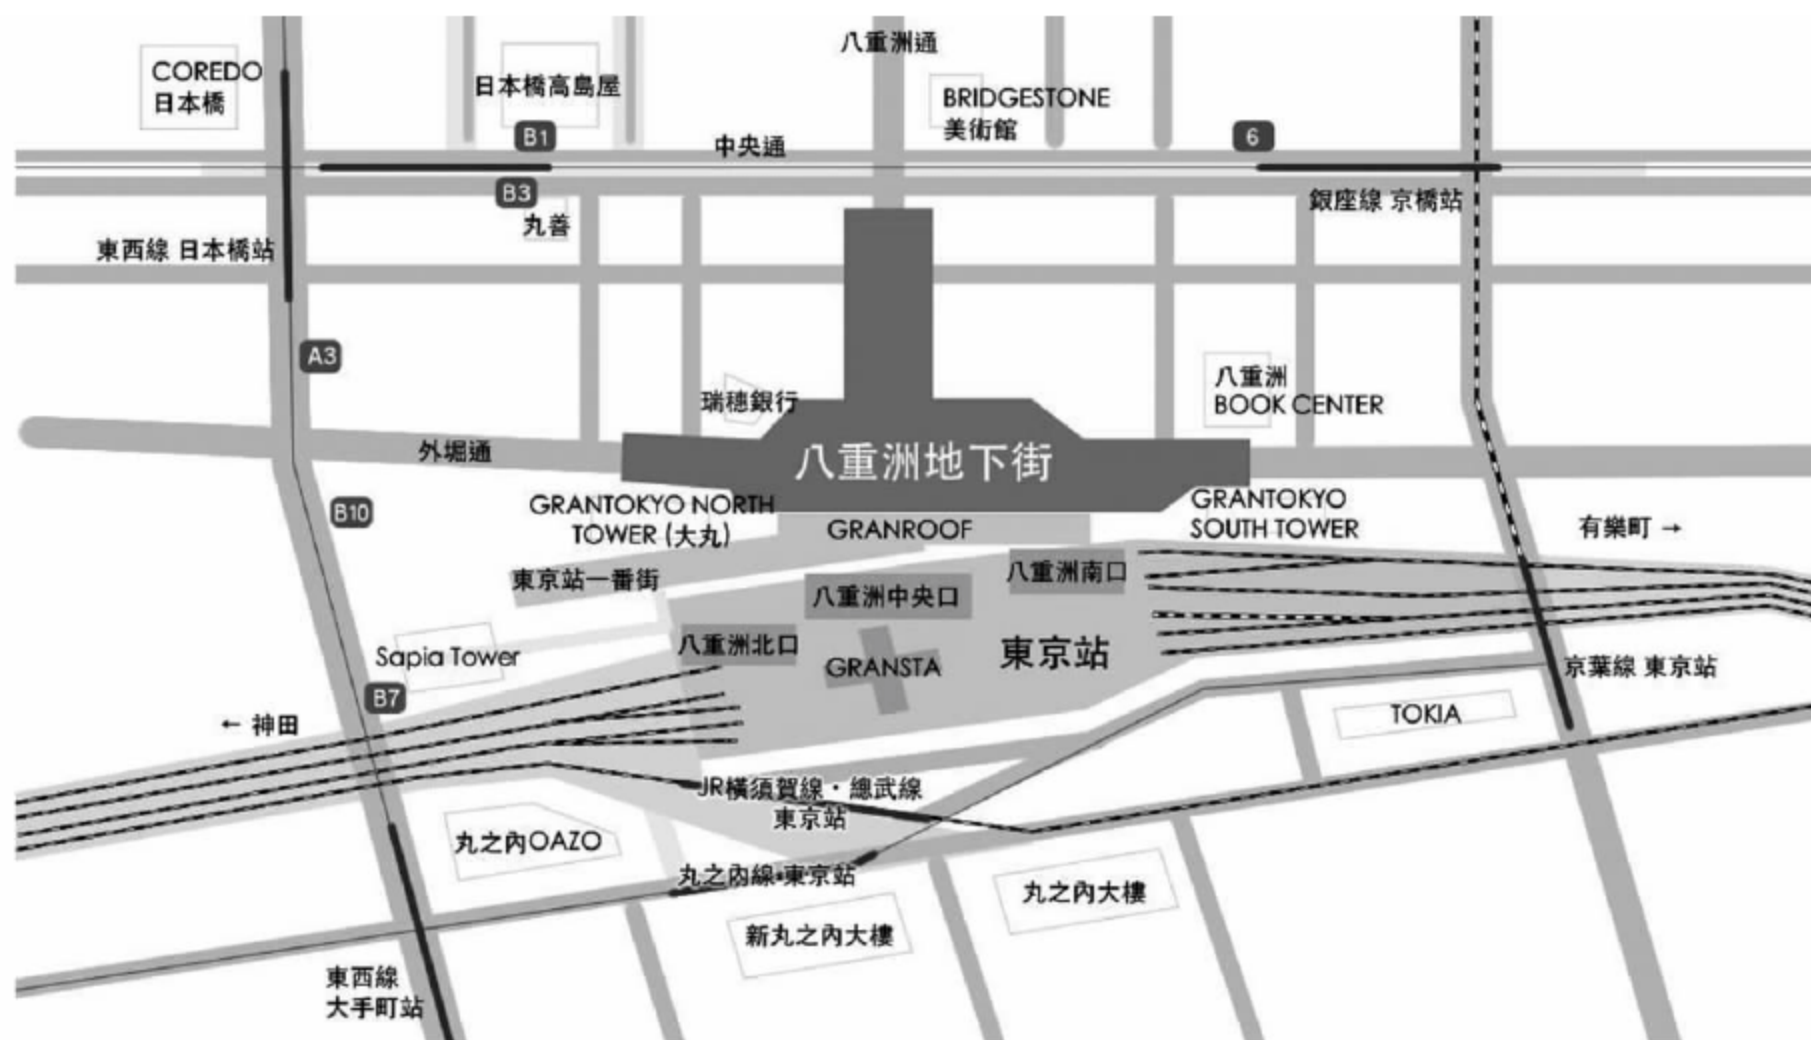 八重洲通
COREDO
日本橋
日本橋高島屋
BRIDGESTONE
美術館
B1
中央通
6
B3
丸善
銀座線 京橋站
東西線 日本橋站
A3
瑞穗銀行
八重洲
BOOK CENTER
外堀通
八重洲地下街
B10
GRANTOKYO NORTH
TOWER (大丸)
GRANROOF
GRANTOKYO
SOUTH TOWER
有樂町 →
東京站一番街
八重洲中央口
八重洲南口
八重洲北口
Sapia Tower
GRANSTA
東京站
京葉線 東京站
B7
← 神田
TOKIA
JR橫須賀線・總武線
東京站
丸之內OAZO
丸之內線 東京站
丸之內大樓
新丸之內大樓
東西線
大手町站